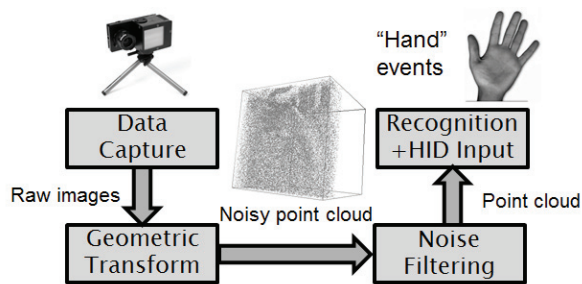 “Hand”
events
Data
Capture
Recognition
+HID Input
Raw images
Noisy point cloud
Point cloud
Geometric
Transform
Noise
Filtering